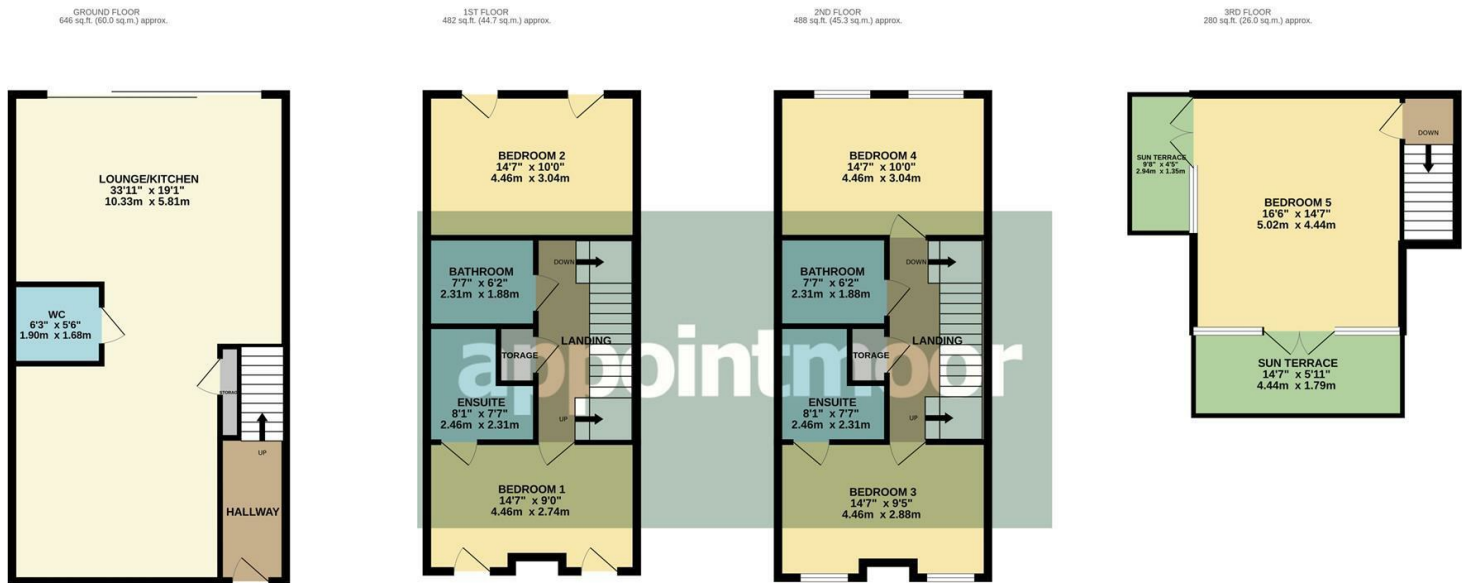 GROUND FLOOR
646 sq.ft. (60.0 sq.m.) approx.
LOUNGE/KITCHEN
33'11" x 19'1"
10.33m x 5.81m
WC
6'3" x 5'6"
1.90m x 1.68m
STORAGE
UP
HALLWAY
1ST FLOOR
482 sq.ft. (44.7 sq.m.) approx.
BEDROOM 2
14'7" x 10'0"
4.46m x 3.04m
BATHROOM
7'7" x 6'2"
2.31m x 1.88m
DOWN
LANDING
TORAGE
ENSUITE
8'1" x 7'7"
2.46m x 2.31m
UP
BEDROOM 1
14'7" x 9'0"
4.46m x 2.74m
2ND FLOOR
488 sq.ft. (45.3 sq.m.) approx.
BEDROOM 4
14'7" x 10'0"
4.46m x 3.04m
BATHROOM
7'7" x 6'2"
2.31m x 1.88m
DOWN
LANDING
TORAGE
ENSUITE
8'1" x 7'7"
2.46m x 2.31m
UP
BEDROOM 3
14'7" x 9'5"
4.46m x 2.88m
appointmoor
3RD FLOOR
280 sq.ft. (26.0 sq.m.) approx.
SUN TERRACE
9'8" x 4'5"
2.94m x 1.35m
DOWN
BEDROOM 5
16'6" x 14'7"
5.02m x 4.44m
SUN TERRACE
14'7" x 5'11"
4.44m x 1.79m